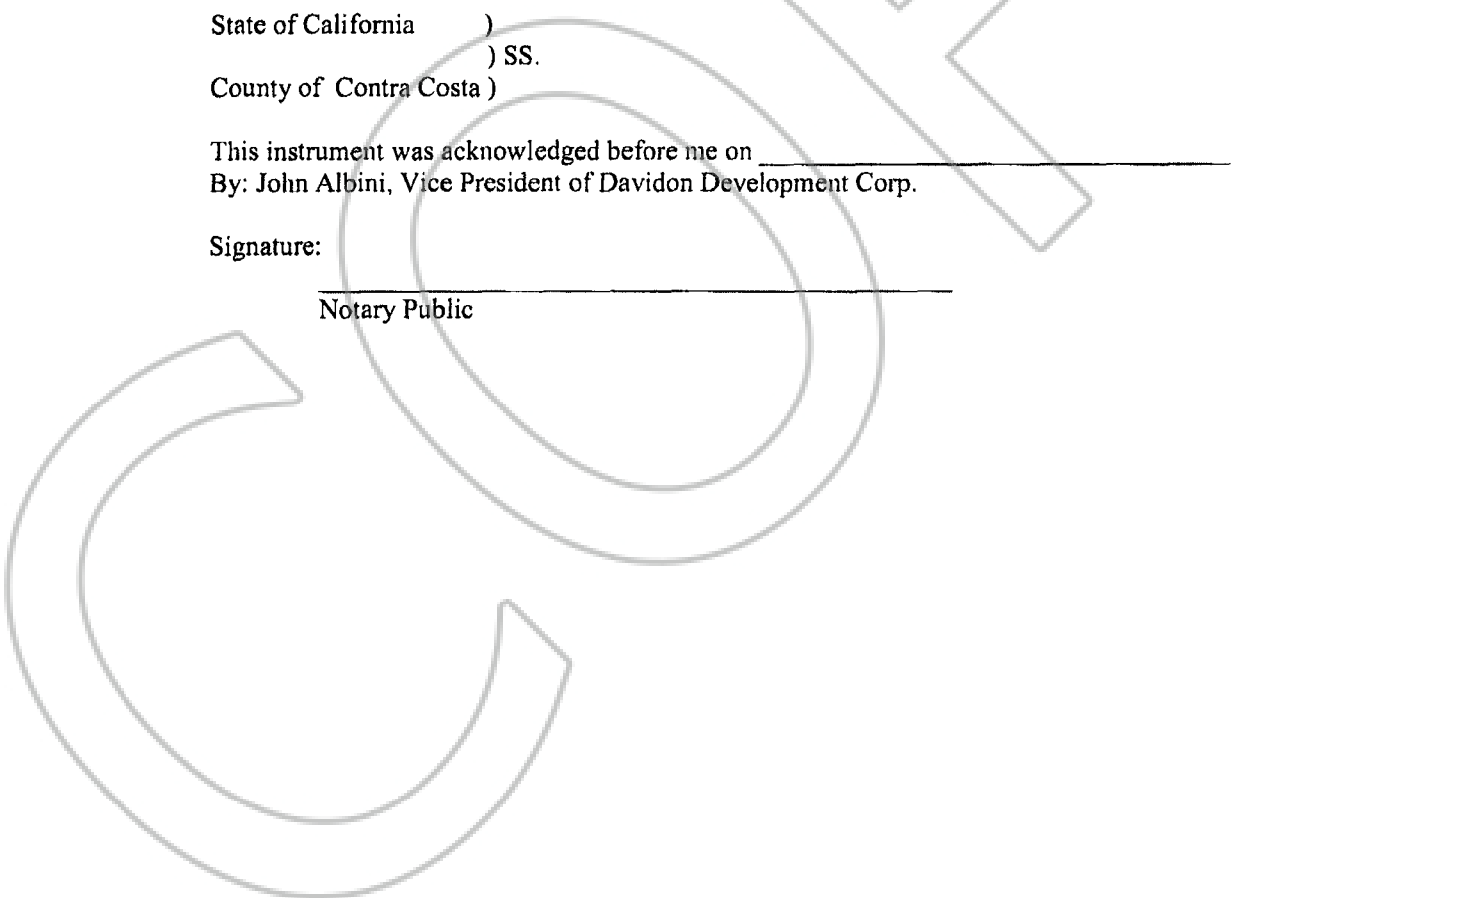 State of California )
) SS.
County of Contra Costa )
This instrument was acknowledged before me on
By: John Albini, Vice President of Davidon Development Corp.
Signature:
Notary Public
COP